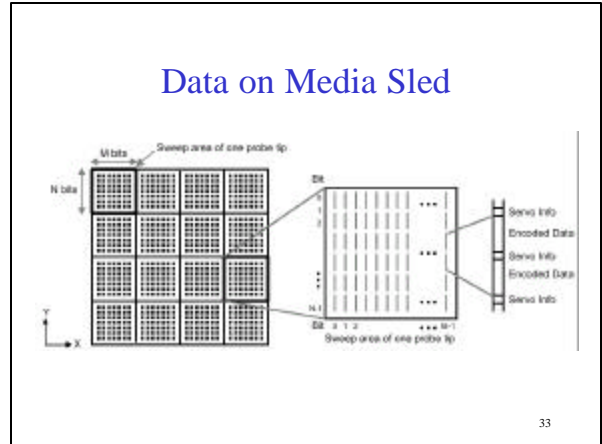 Data on Media Sled
M bits
Sweep area of one probe tip
N bits
Bit
0
1
2
Servo Info
Encoded Data
Servo Info
Encoded Data
Servo Info
N-1
Bit 0 1 2 ... M-1
Sweep area of one probe tip
Y
X
33